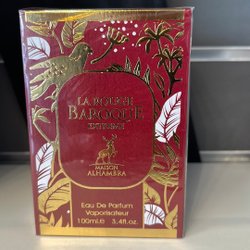 LA ROUGE
BAROQUE
EXTREME
MAISON
ALHAMBRA
Eau De Parfum
Vaporisateur
100ml.e 3.4fl.oz.